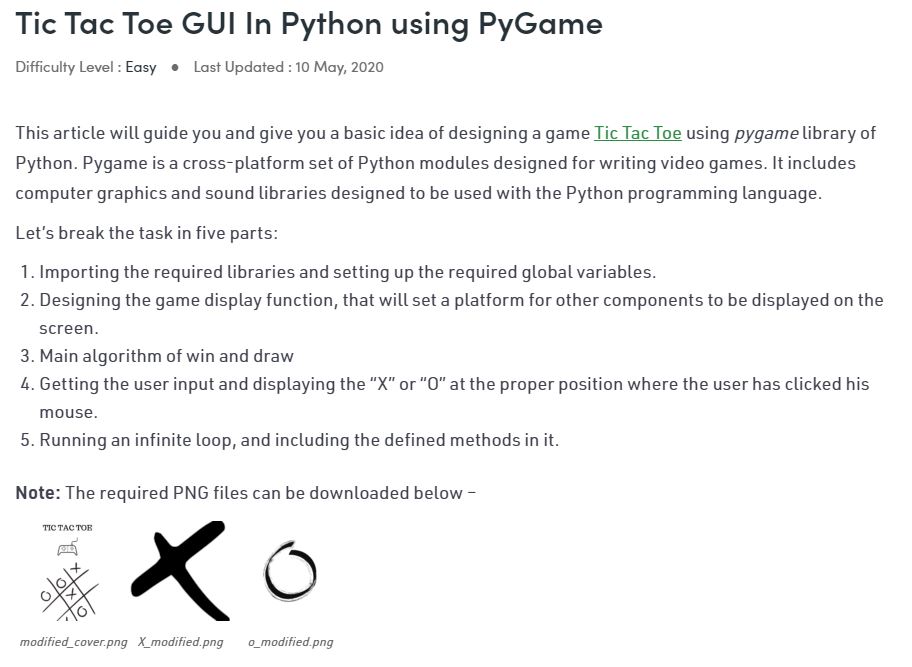 Tic Tac Toe GUI In Python using PyGame
Difficulty Level : Easy ● Last Updated : 10 May, 2020
This article will guide you and give you a basic idea of designing a game Tic Tac Toe using pygame library of
Python. Pygame is a cross-platform set of Python modules designed for writing video games. It includes
computer graphics and sound libraries designed to be used with the Python programming language.
Let's break the task in five parts:
1. Importing the required libraries and setting up the required global variables.
2. Designing the game display function, that will set a platform for other components to be displayed on the
screen.
3. Main algorithm of win and draw
4. Getting the user input and displaying the “X” or “O” at the proper position where the user has clicked his
mouse.
5. Running an infinite loop, and including the defined methods in it.
Note: The required PNG files can be downloaded below –
TIC TAC TOE
modified_cover.png X_modified.png o_modified.png